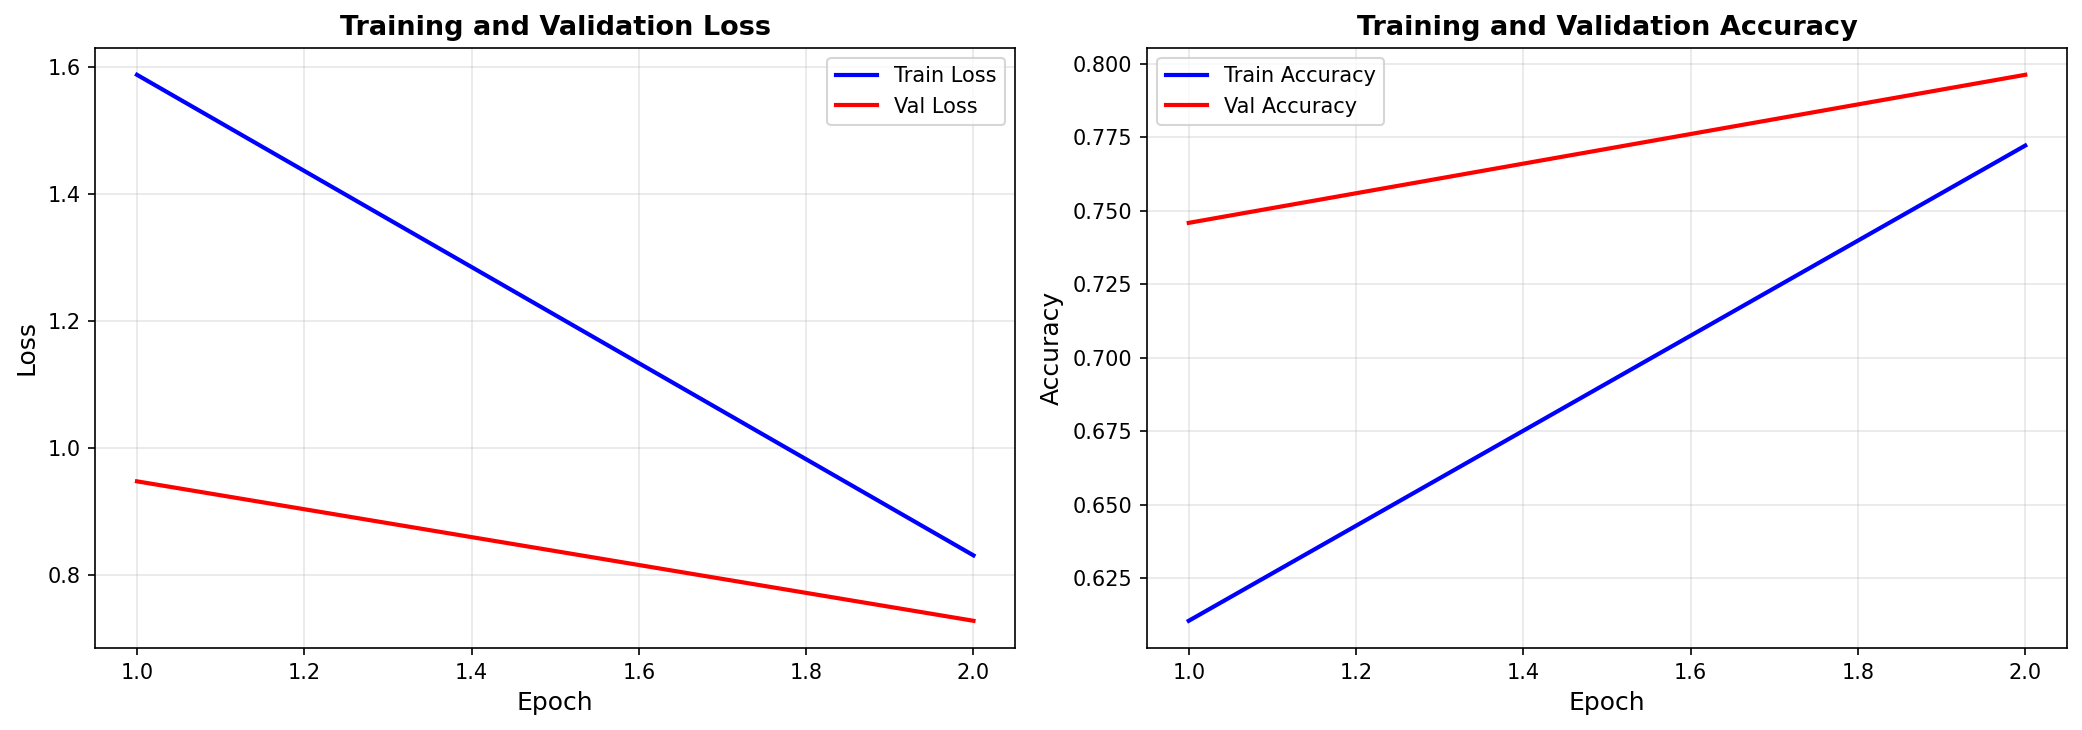 Training and Validation Loss
1.6
1.4
1.2
1.0
0.8
Loss
Train Loss
Val Loss
1.0 1.2 1.4 1.6 1.8 2.0
Epoch
Training and Validation Accuracy
0.800
0.775
0.750
0.725
0.700
0.675
0.650
0.625
Accuracy
Train Accuracy
Val Accuracy
1.0 1.2 1.4 1.6 1.8 2.0
Epoch